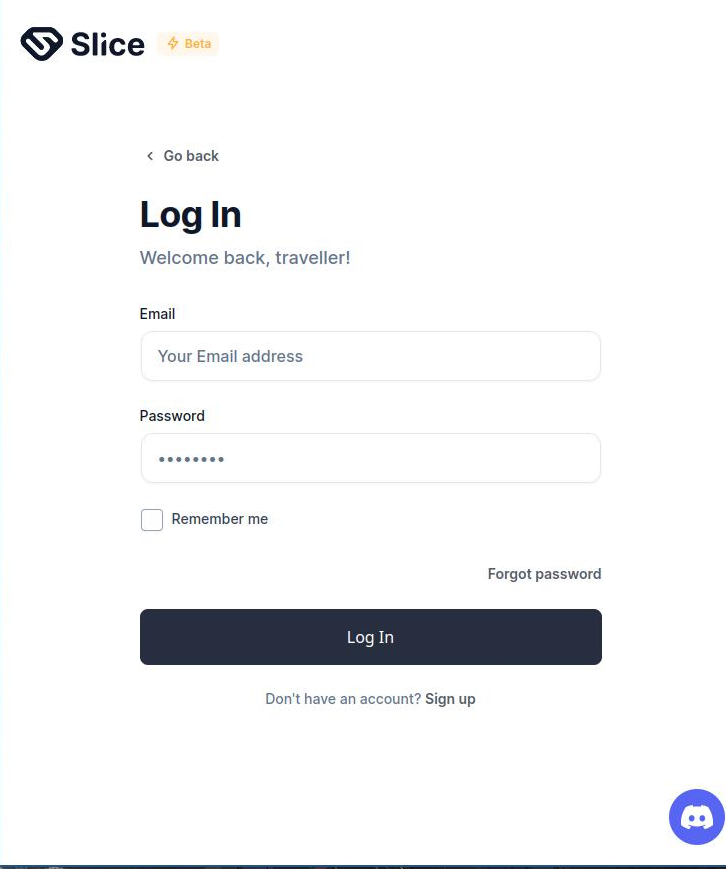 Slice Beta
Go back
Log In
Welcome back, traveller!
Email
Your Email address
Password
••••••••
Remember me
Forgot password
Log In
Don't have an account? Sign up